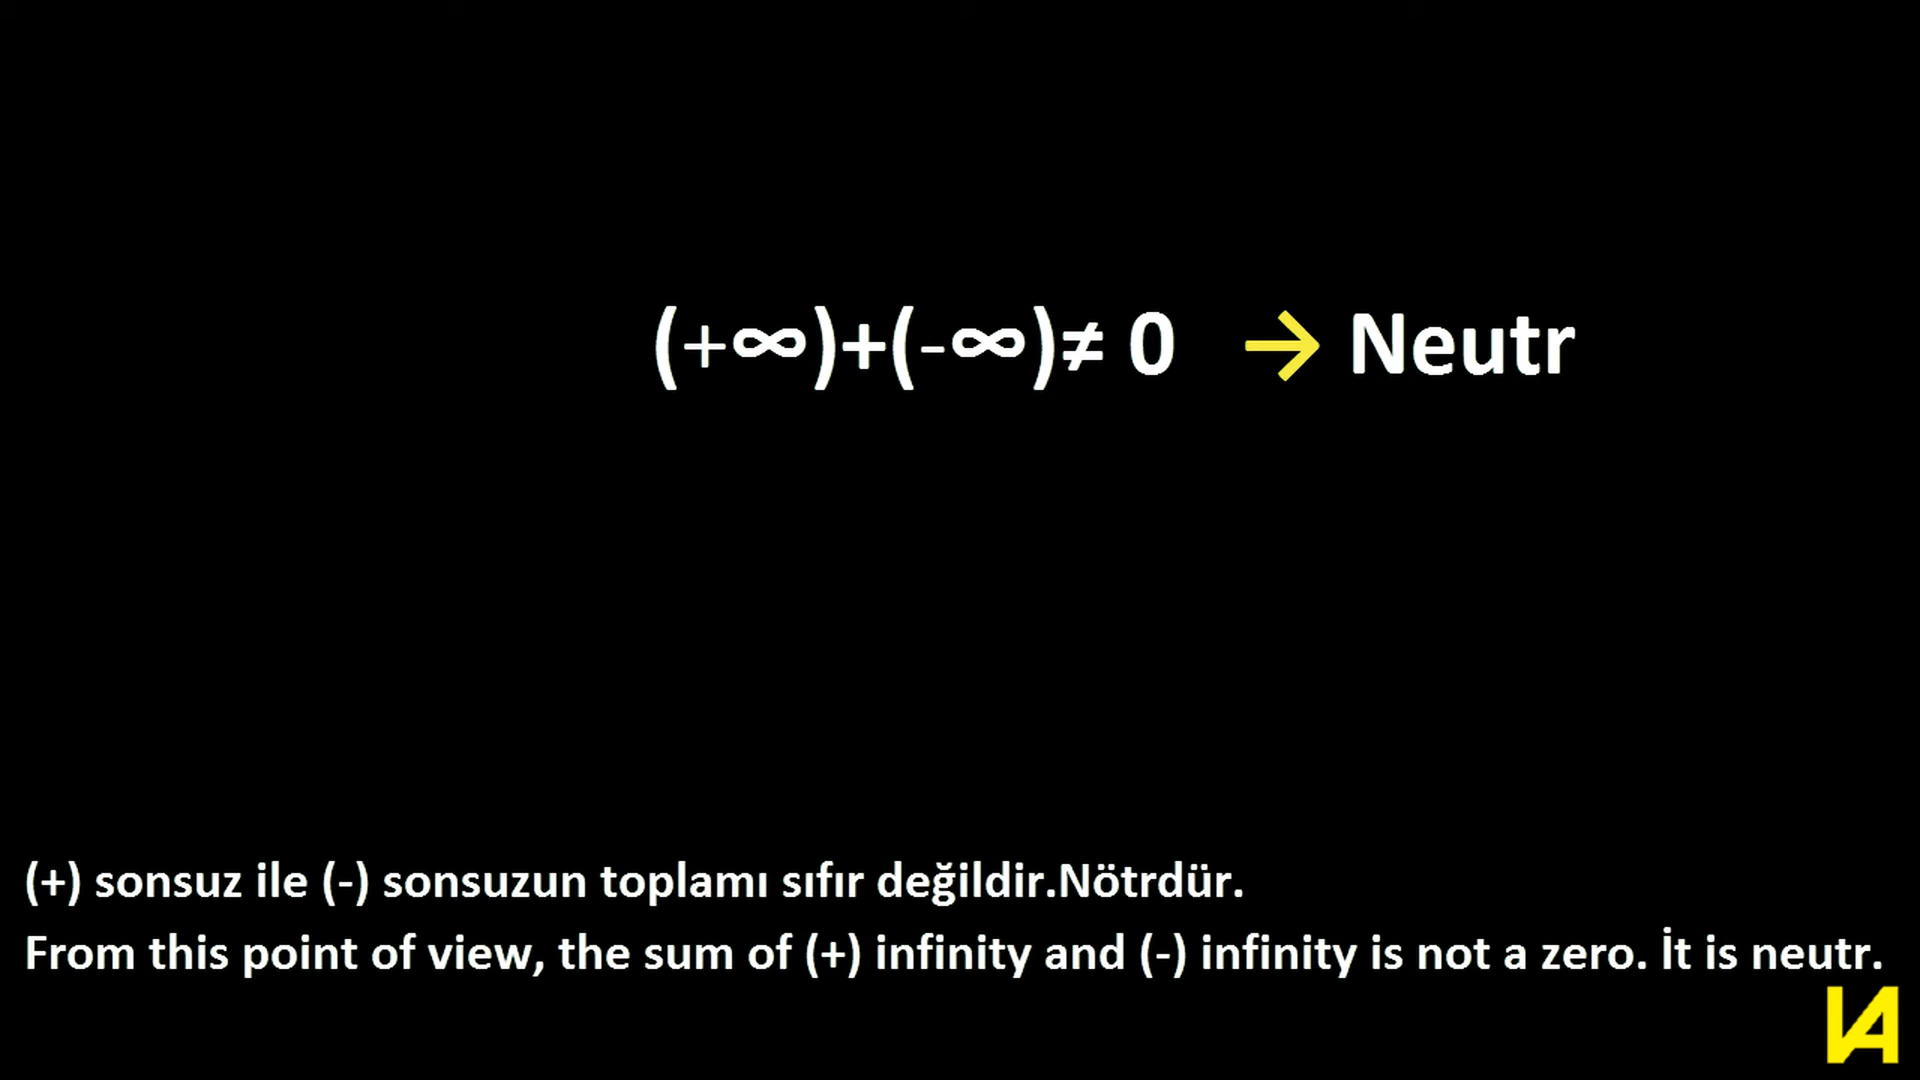 (+∞)+(-∞)≠ 0 → Neutr
(+) sonsuz ile (-) sonsuzun toplamı sıfır değildir.Nötrdür.
From this point of view, the sum of (+) infinity and (-) infinity is not a zero. İt is neutr.